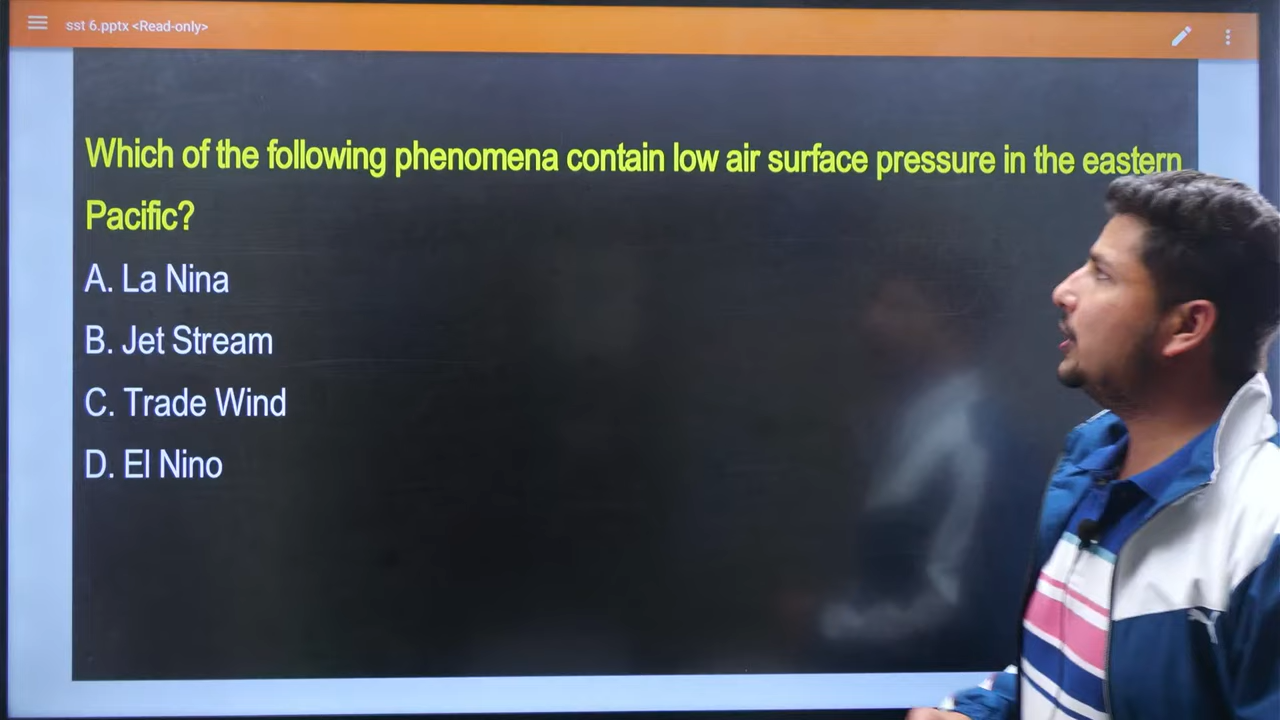 sst 6.pptx <Read-only>
Which of the following phenomena contain low air surface pressure in the eastern
Pacific?
A. La Nina
B. Jet Stream
C. Trade Wind
D. El Nino